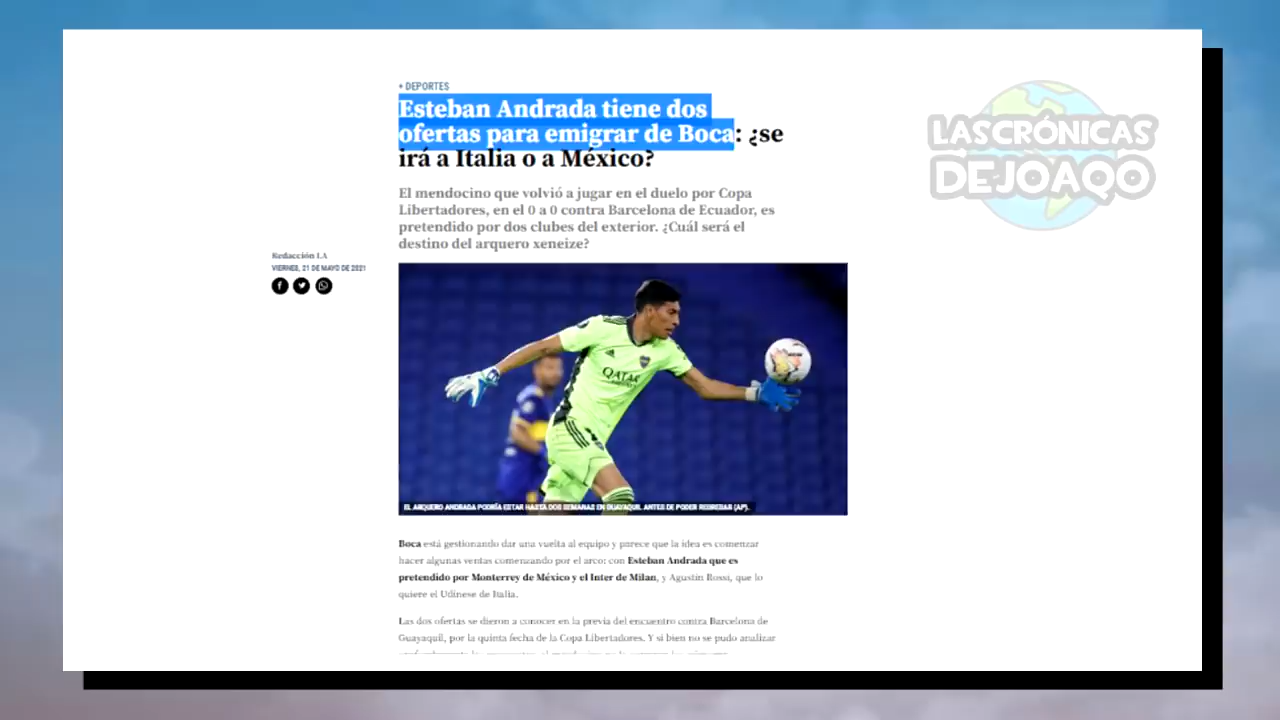 + DEPORTES
Esteban Andrada tiene dos
ofertas para emigrar de Boca: ¿se
irá a Italia o a México?
El mendocino que volvió a jugar en el duelo por Copa
Libertadores, en el 0 a 0 contra Barcelona de Ecuador, es
pretendido por dos clubes del exterior. ¿Cuál será el
destino del arquero xeneize?
Redacción LA
VIERNES, 21 DE MAYO DE 2021
LASCRÓNICAS
DEJOAQO
QATAR
EL ARQUERO ANDRADA PODRÍA ESTAR HASTA DOS SEMANAS EN GUAYAQUIL ANTES DE PODER REGRESAR (AP).
Boca está gestionando dar una vuelta al equipo y parece que la idea es comenzar
hacer algunas ventas comenzando por el arco: con Esteban Andrada que es
pretendido por Monterrey de México y el Inter de Milan, y Agustín Rossi, que lo
quiere el Udinese de Italia.
Las dos ofertas se dieron a conocer en la previa del encuentro contra Barcelona de
Guayaquil, por la quinta fecha de la Copa Libertadores. Y si bien no se pudo analizar